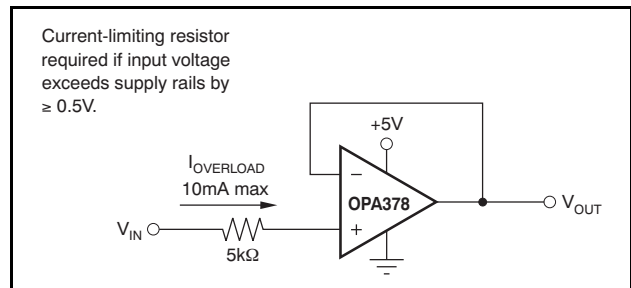 Current-limiting resistor
required if input voltage
exceeds supply rails by
≥ 0.5V.
+5V
I_OVERLOAD
10mA max
−
OPA378
V_OUT
V_IN
+
5kΩ